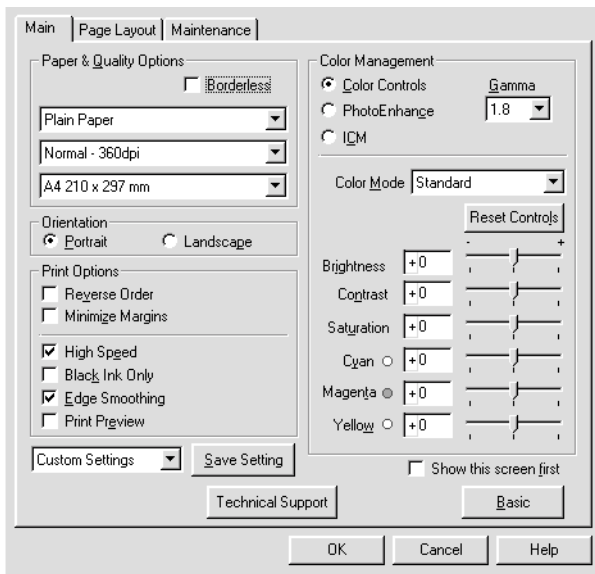 Main Page Layout Maintenance
Paper & Quality Options
Borderless
Plain Paper
Normal - 360dpi
A4 210 x 297 mm
Orientation
Portrait Landscape
Print Options
Reverse Order
Minimize Margins
High Speed
Black Ink Only
Edge Smoothing
Print Preview
Custom Settings Save Setting
Color Management
Color Controls Gamma
PhotoEnhance 1.8
ICM
Color Mode Standard
Reset Controls
- +
Brightness +0
Contrast +0
Saturation +0
Cyan +0
Magenta +0
Yellow +0
Show this screen first
Technical Support Basic
OK Cancel Help